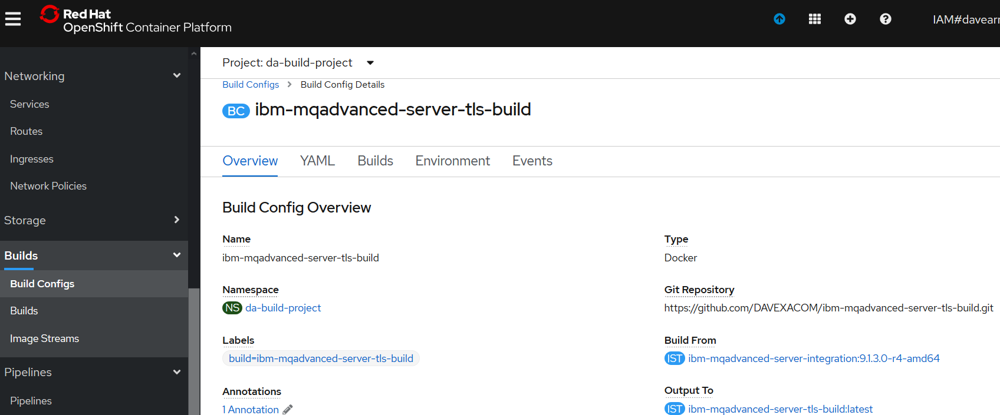 Red Hat
OpenShift Container Platform
IAM#davear
Networking
Services
Routes
Ingresses
Network Policies
Storage
Builds
Build Configs
Builds
Image Streams
Pipelines
Pipelines
Project: da-build-project
Build Configs > Build Config Details
BC ibm-mqadvanced-server-tls-build
Overview YAML Builds Environment Events
Build Config Overview
Name
ibm-mqadvanced-server-tls-build
Namespace
NS da-build-project
Labels
build=ibm-mqadvanced-server-tls-build
Annotations
1 Annotation
Type
Docker
Git Repository
https://github.com/DAVEXACOM/ibm-mqadvanced-server-tls-build.git
Build From
IST ibm-mqadvanced-server-integration:9.1.3.0-r4-amd64
Output To
IST ibm-mqadvanced-server-tls-build:latest